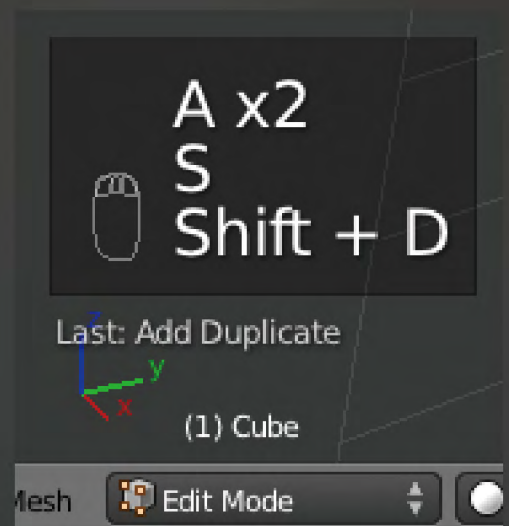 A x2
S
Shift + D
Last: Add Duplicate
z
y
x
(1) Cube
Mesh Edit Mode